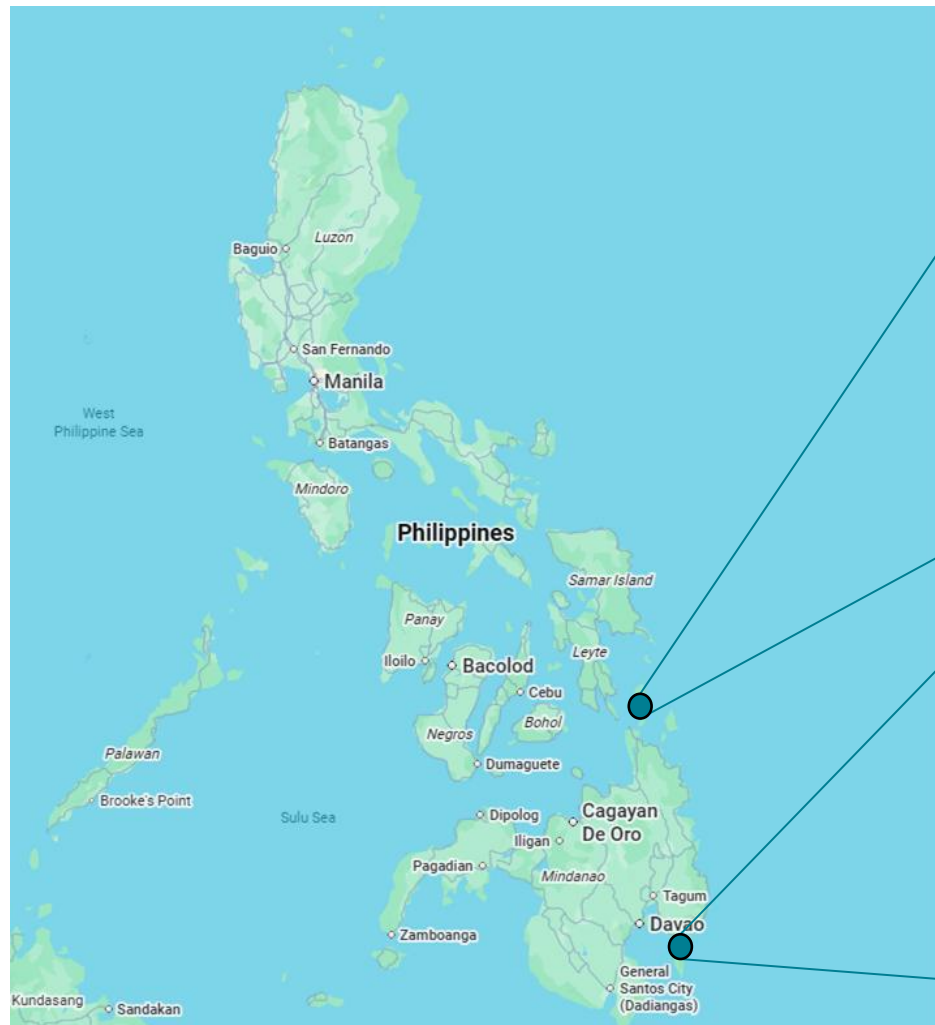 Luzon
Baguio
San Fernando
Manila
West
Philippine Sea
Batangas
Mindoro
Philippines
Samar Island
Panay
Leyte
Iloilo
Bacolod
Cebu
Bohol
Negros
Palawan
Dumaguete
Brooke's Point
Sulu Sea
Dipolog
Cagayan
De Oro
Iligan
Pagadian
Mindanao
Tagum
Davao
Zamboanga
General
Santos City
(Dadiangas)
Kundasang
Sandakan